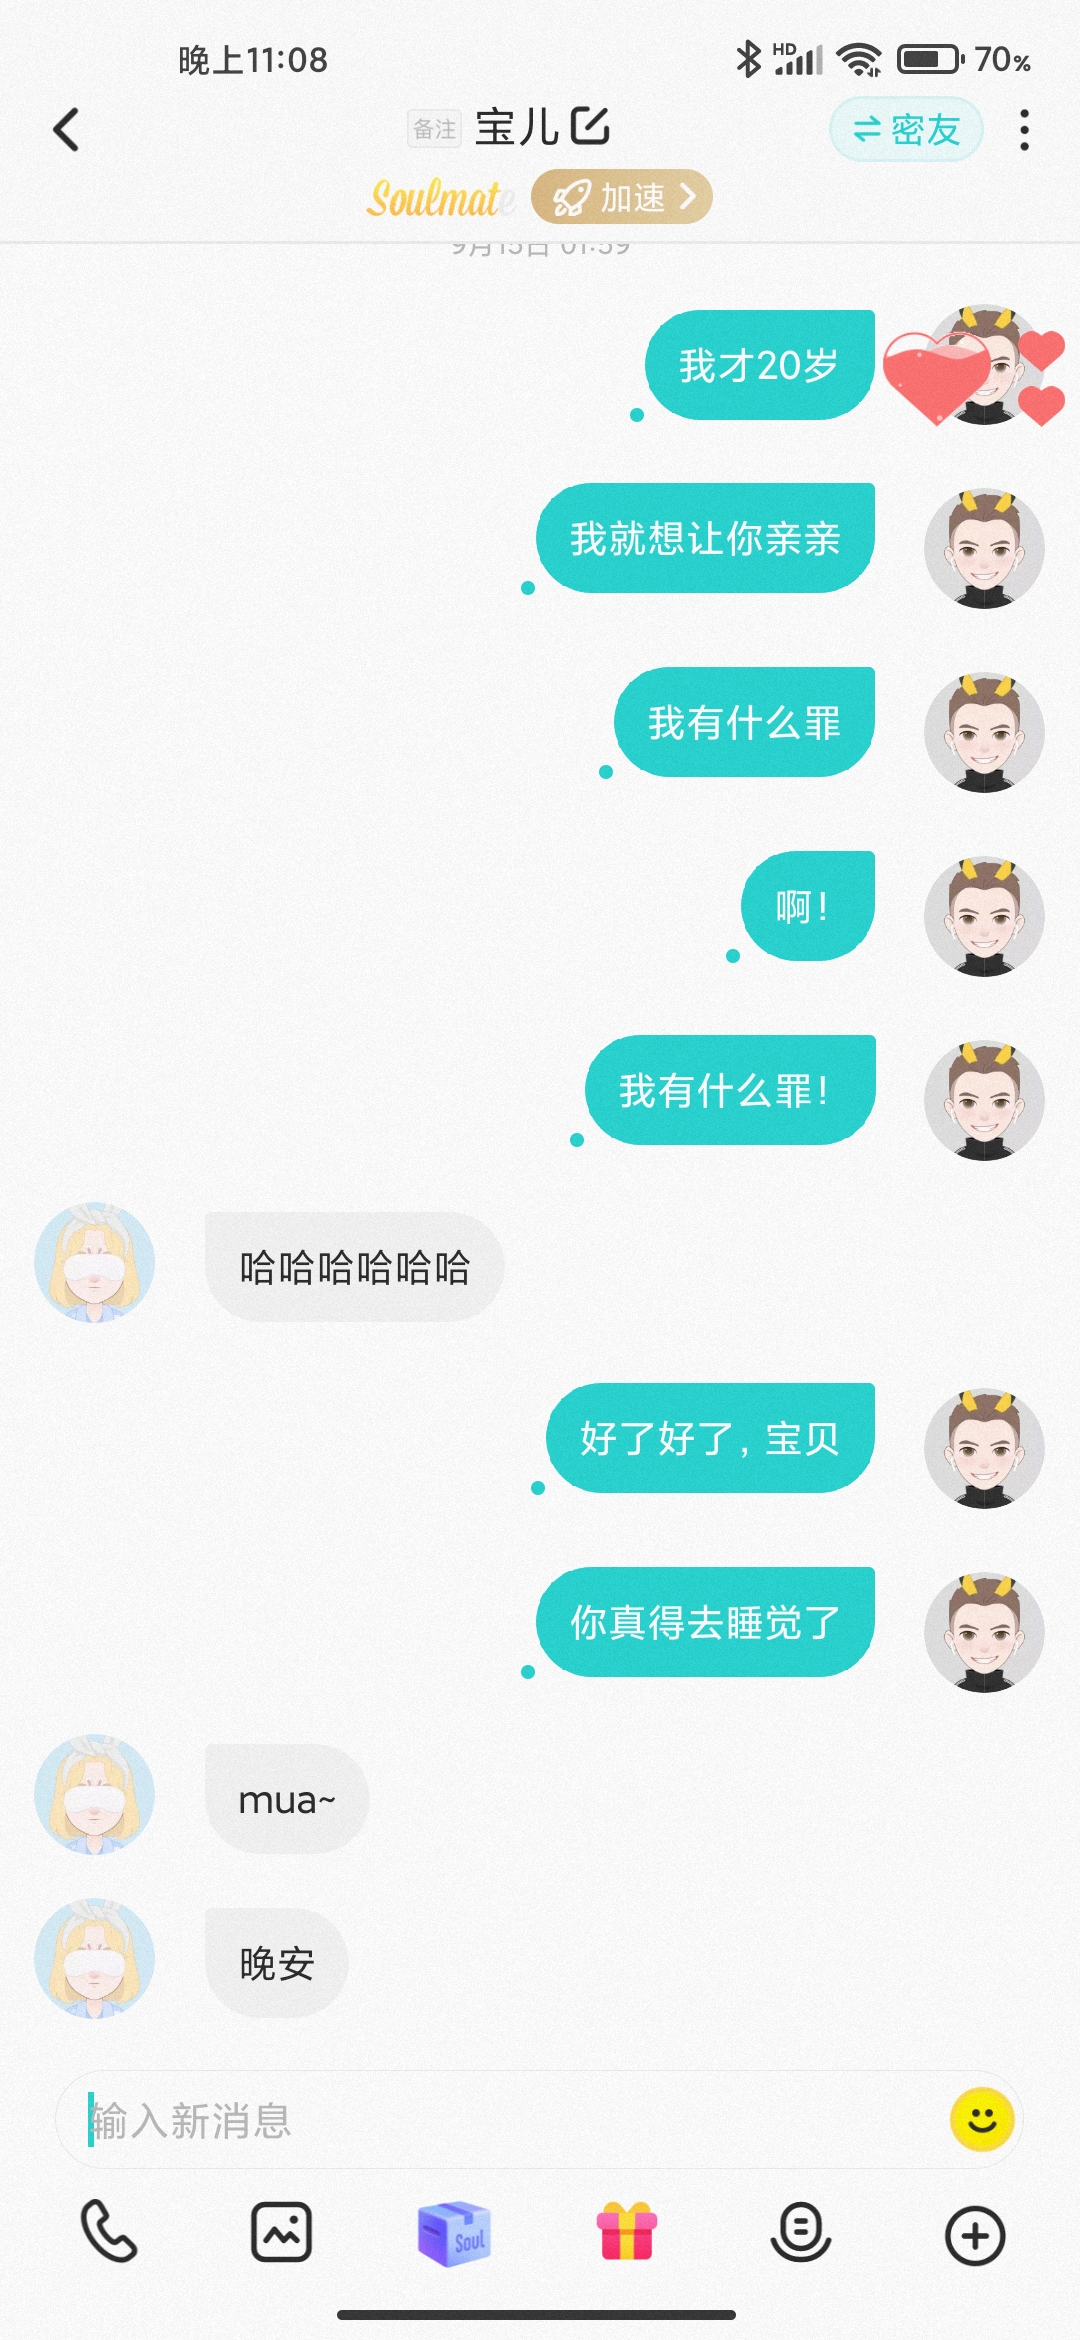 晚上11:08
HD
70%
备注 宝儿
密友
Soulmate
加速
9月15日 01:59
我才20岁
我就想让你亲亲
我有什么罪
啊！
我有什么罪！
哈哈哈哈哈哈
好了好了，宝贝
你真得去睡觉了
mua~
晚安
输入新消息
Soul